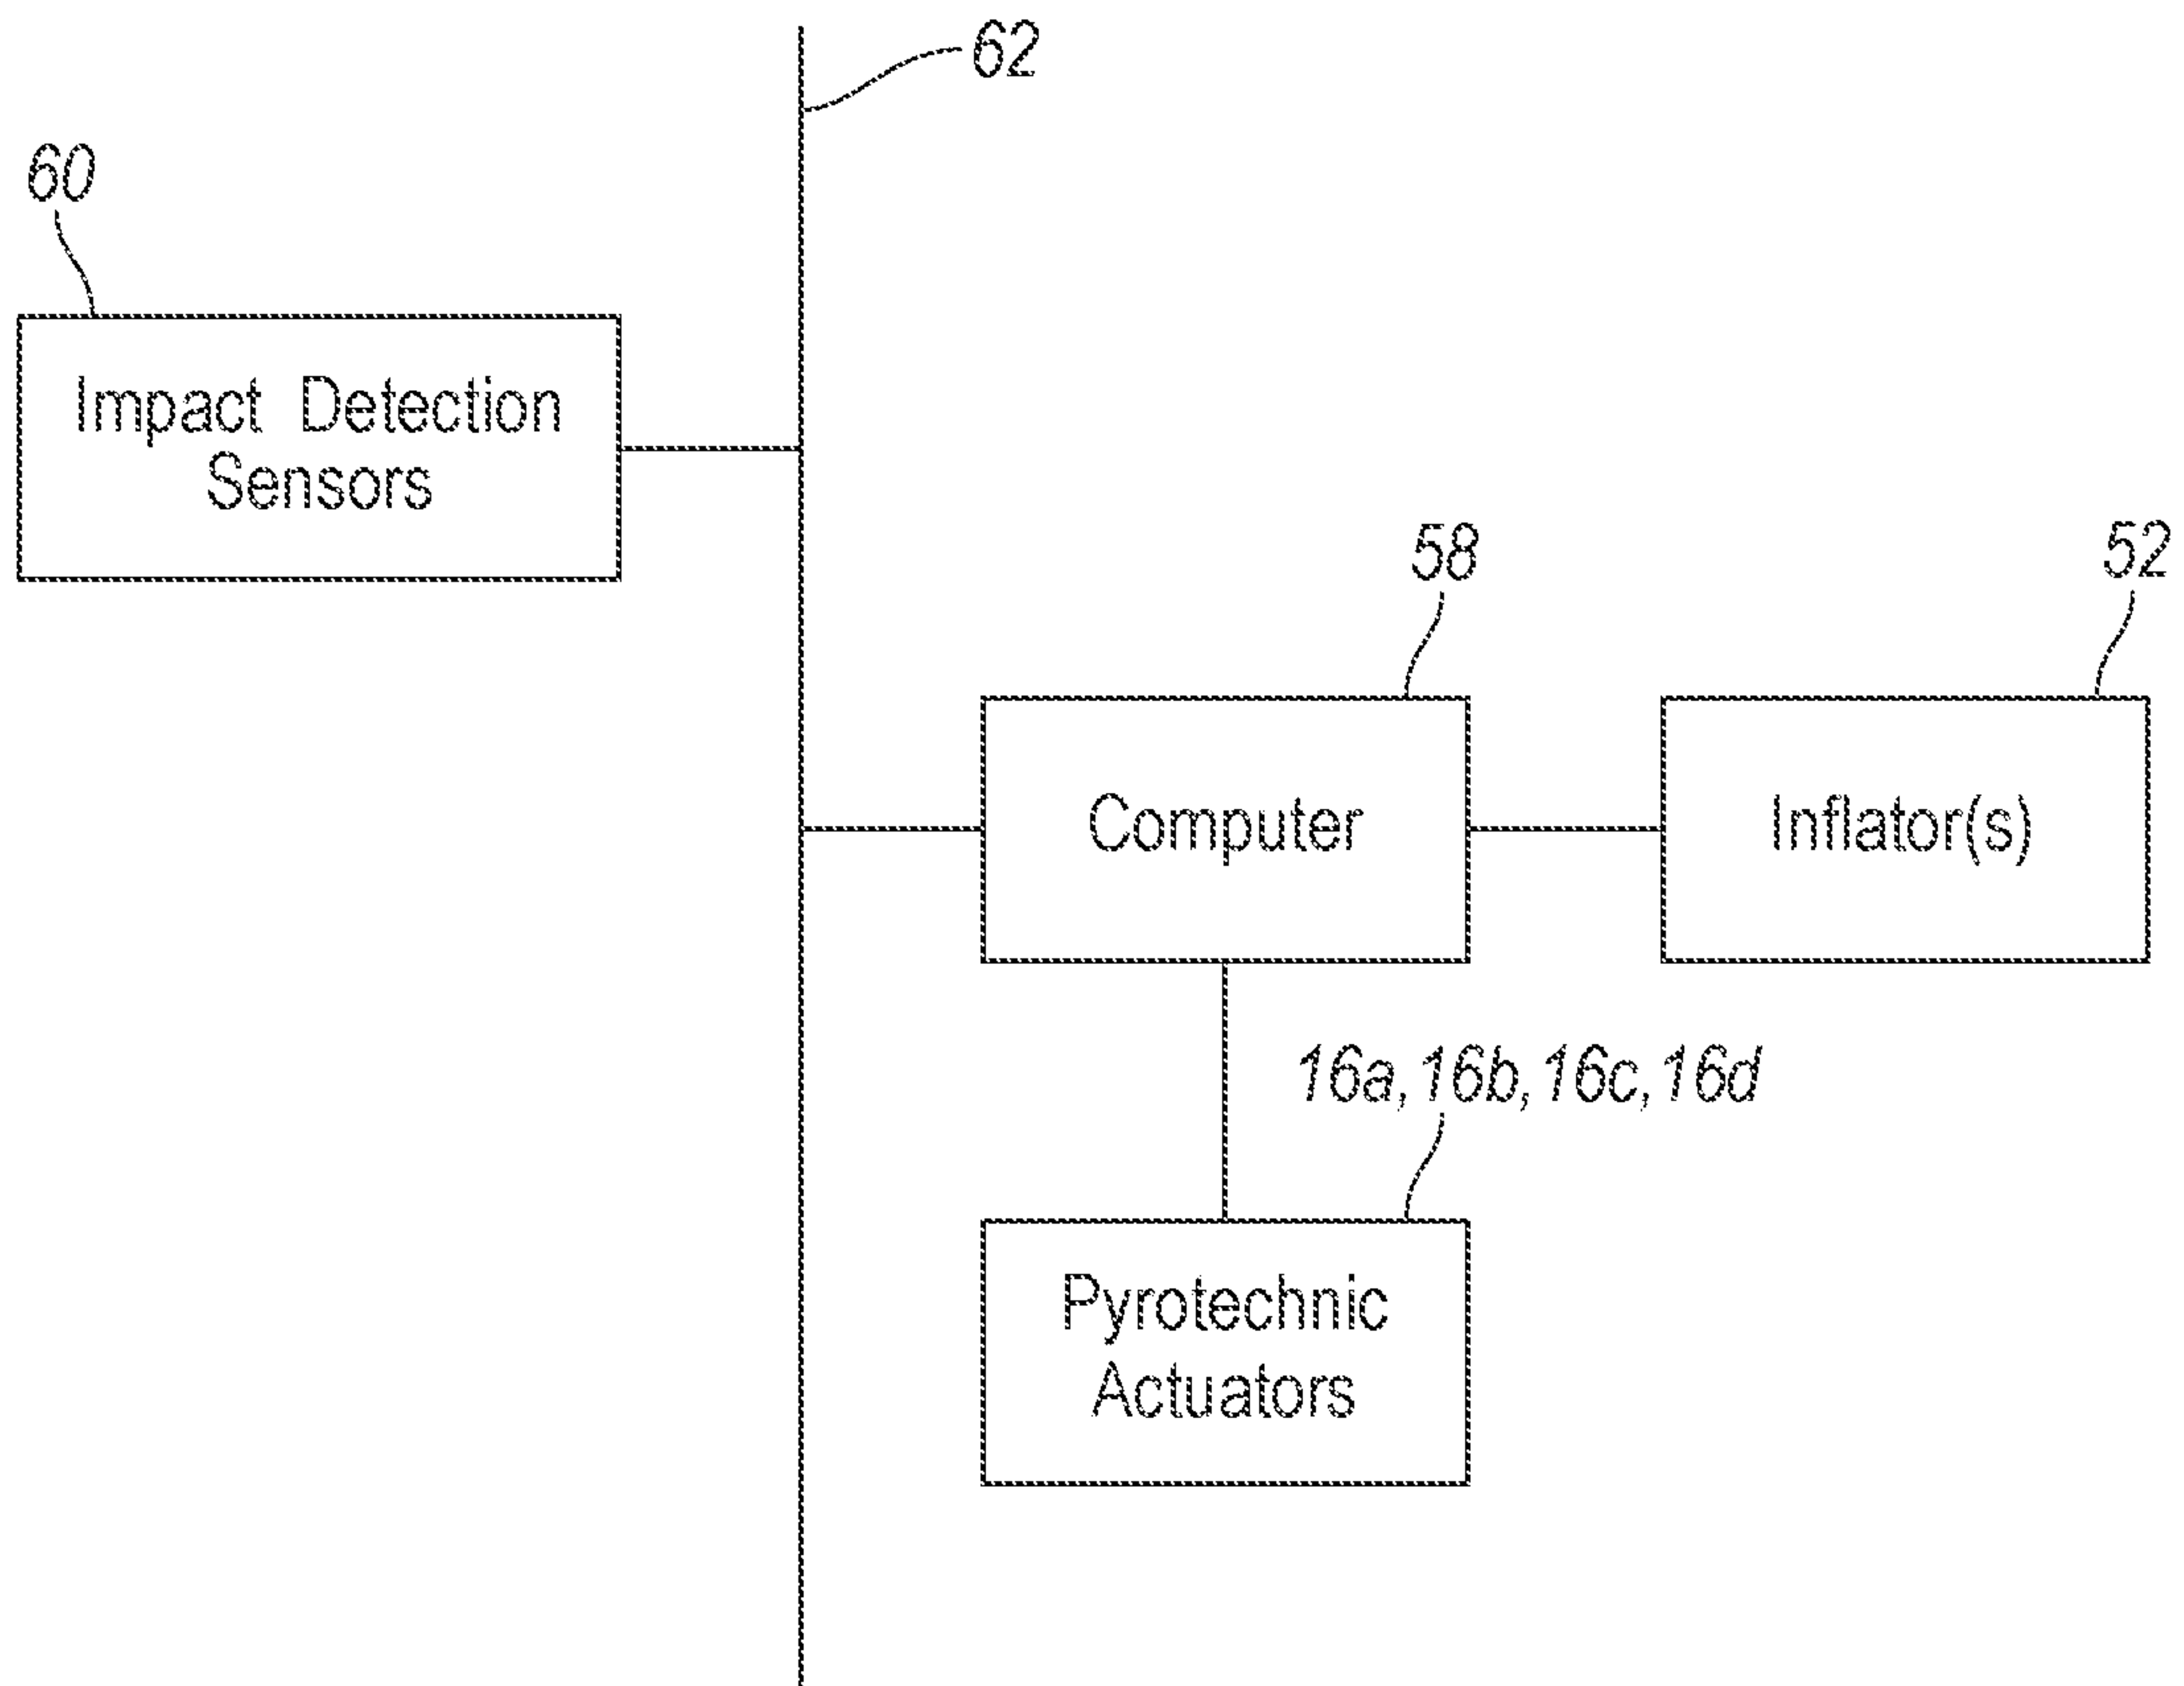 62
60
Impact Detection
Sensors
58
52
Computer
Inflator(s)
16a,16b,16c,16d
Pyrotechnic
Actuators